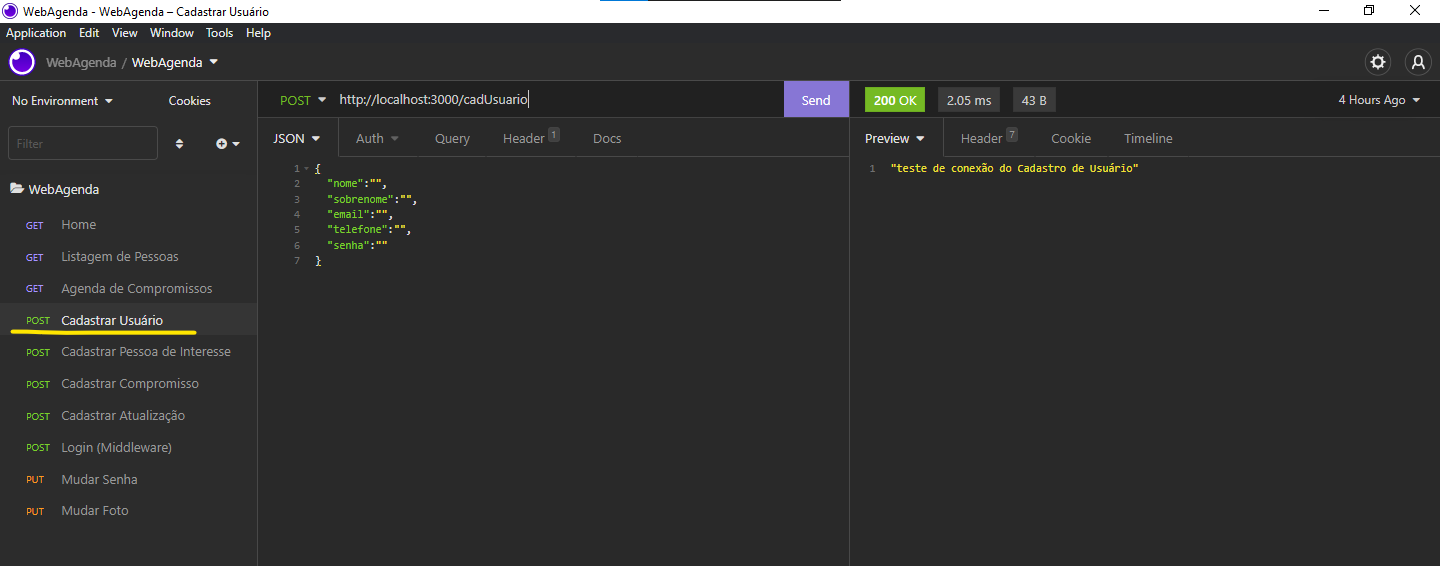 WebAgenda - WebAgenda – Cadastrar Usuário
Application Edit View Window Tools Help
WebAgenda / WebAgenda
No Environment Cookies
Filter
WebAgenda
GET Home
GET Listagem de Pessoas
GET Agenda de Compromissos
POST Cadastrar Usuário
POST Cadastrar Pessoa de Interesse
POST Cadastrar Compromisso
POST Cadastrar Atualização
POST Login (Middleware)
PUT Mudar Senha
PUT Mudar Foto
POST http://localhost:3000/cadUsuario Send
JSON Auth Query Header 1 Docs
1 {
2 "nome":"",
3 "sobrenome":"",
4 "email":"",
5 "telefone":"",
6 "senha":""
7 }
200 OK 2.05 ms 43 B 4 Hours Ago
Preview Header 7 Cookie Timeline
1 "teste de conexão do Cadastro de Usuário"